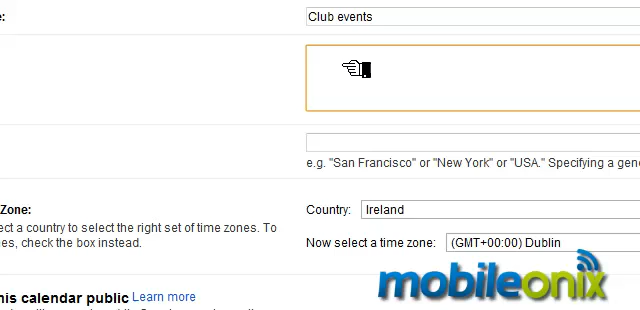 e:
Club events
e.g. "San Francisco" or "New York" or "USA." Specifying a gene
Zone:
ect a country to select the right set of time zones. To
es, check the box instead.
Country:
Ireland
Now select a time zone:
(GMT+00:00) Dublin
mobileonix
his calendar public Learn more